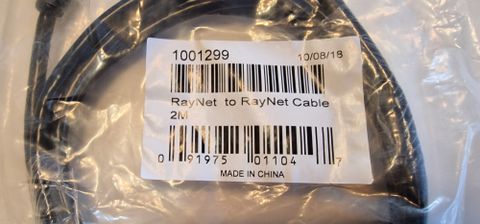 1001299 10/08/18
RayNet to RayNet Cable
2M
0 91975 01104 7
MADE IN CHINA